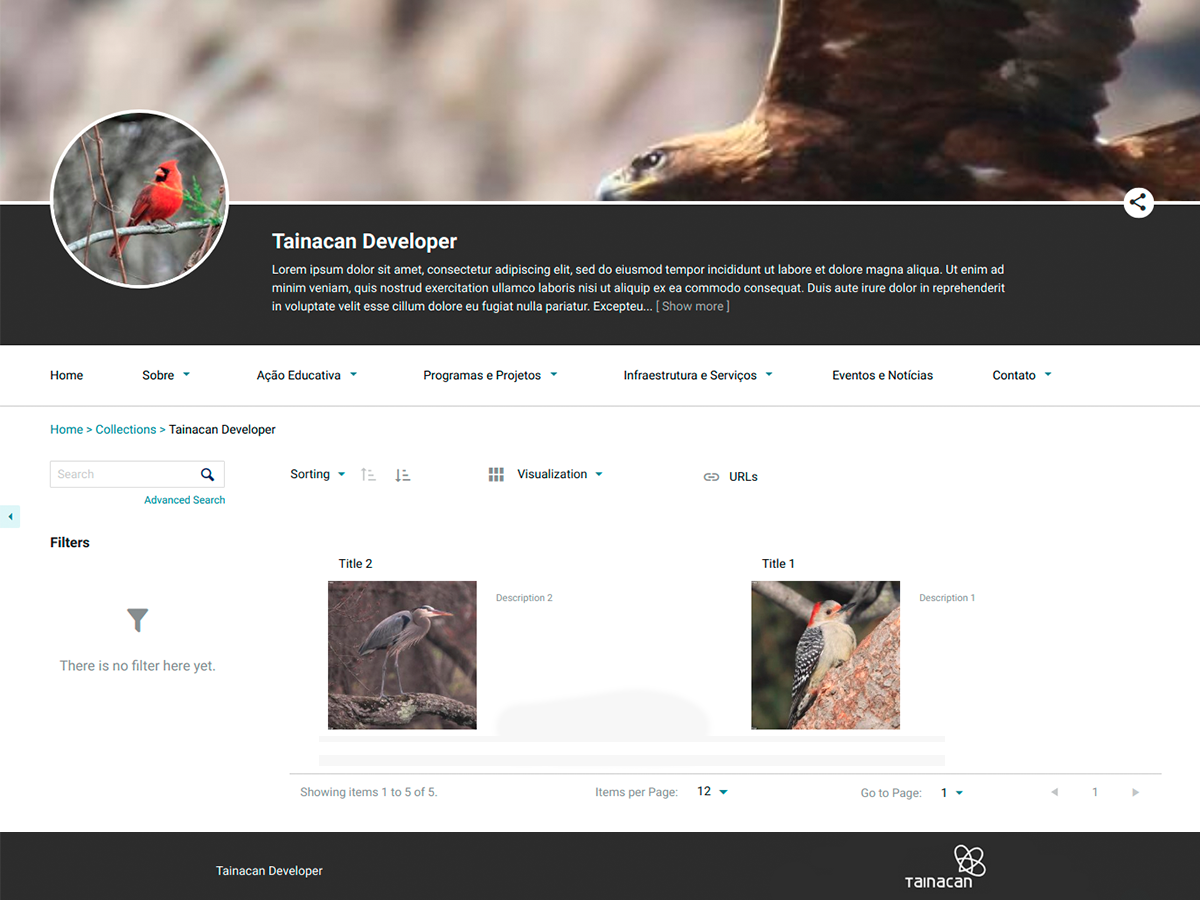 Tainacan Developer
Lorem ipsum dolor sit amet, consectetur adipiscing elit, sed do eiusmod tempor incididunt ut labore et dolore magna aliqua. Ut enim ad
minim veniam, quis nostrud exercitation ullamco laboris nisi ut aliquip ex ea commodo consequat. Duis aute irure dolor in reprehenderit
in voluptate velit esse cillum dolore eu fugiat nulla pariatur. Excepteu... [ Show more ]
Home Sobre Ação Educativa Programas e Projetos Infraestrutura e Serviços Eventos e Notícias Contato
Home > Collections > Tainacan Developer
Search Sorting Visualization URLs
Advanced Search
Filters
Title 2 Title 1
Description 2 Description 1
There is no filter here yet.
Showing items 1 to 5 of 5. Items per Page: 12 Go to Page: 1 1
Tainacan Developer
TAINACAN